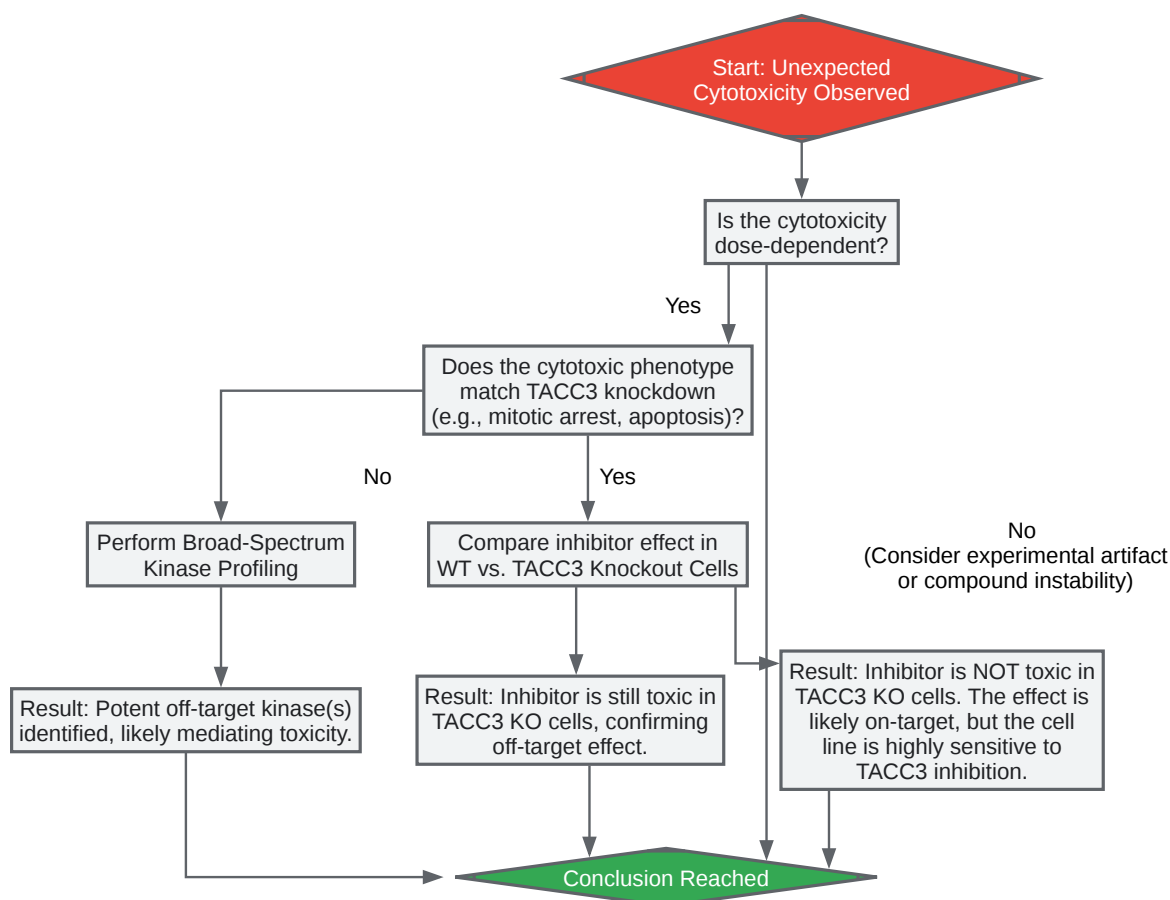 Start: Unexpected
Cytotoxicity Observed
Is the cytotoxicity
dose-dependent?
Yes
Does the cytotoxic phenotype
match TACC3 knockdown
(e.g., mitotic arrest, apoptosis)?
No
Yes
No
(Consider experimental artifact
or compound instability)
Perform Broad-Spectrum
Kinase Profiling
Compare inhibitor effect in
WT vs. TACC3 Knockout Cells
Result: Potent off-target kinase(s)
identified, likely mediating toxicity.
Result: Inhibitor is still toxic in
TACC3 KO cells, confirming
off-target effect.
Result: Inhibitor is NOT toxic in
TACC3 KO cells. The effect is
likely on-target, but the cell
line is highly sensitive to
TACC3 inhibition.
Conclusion Reached